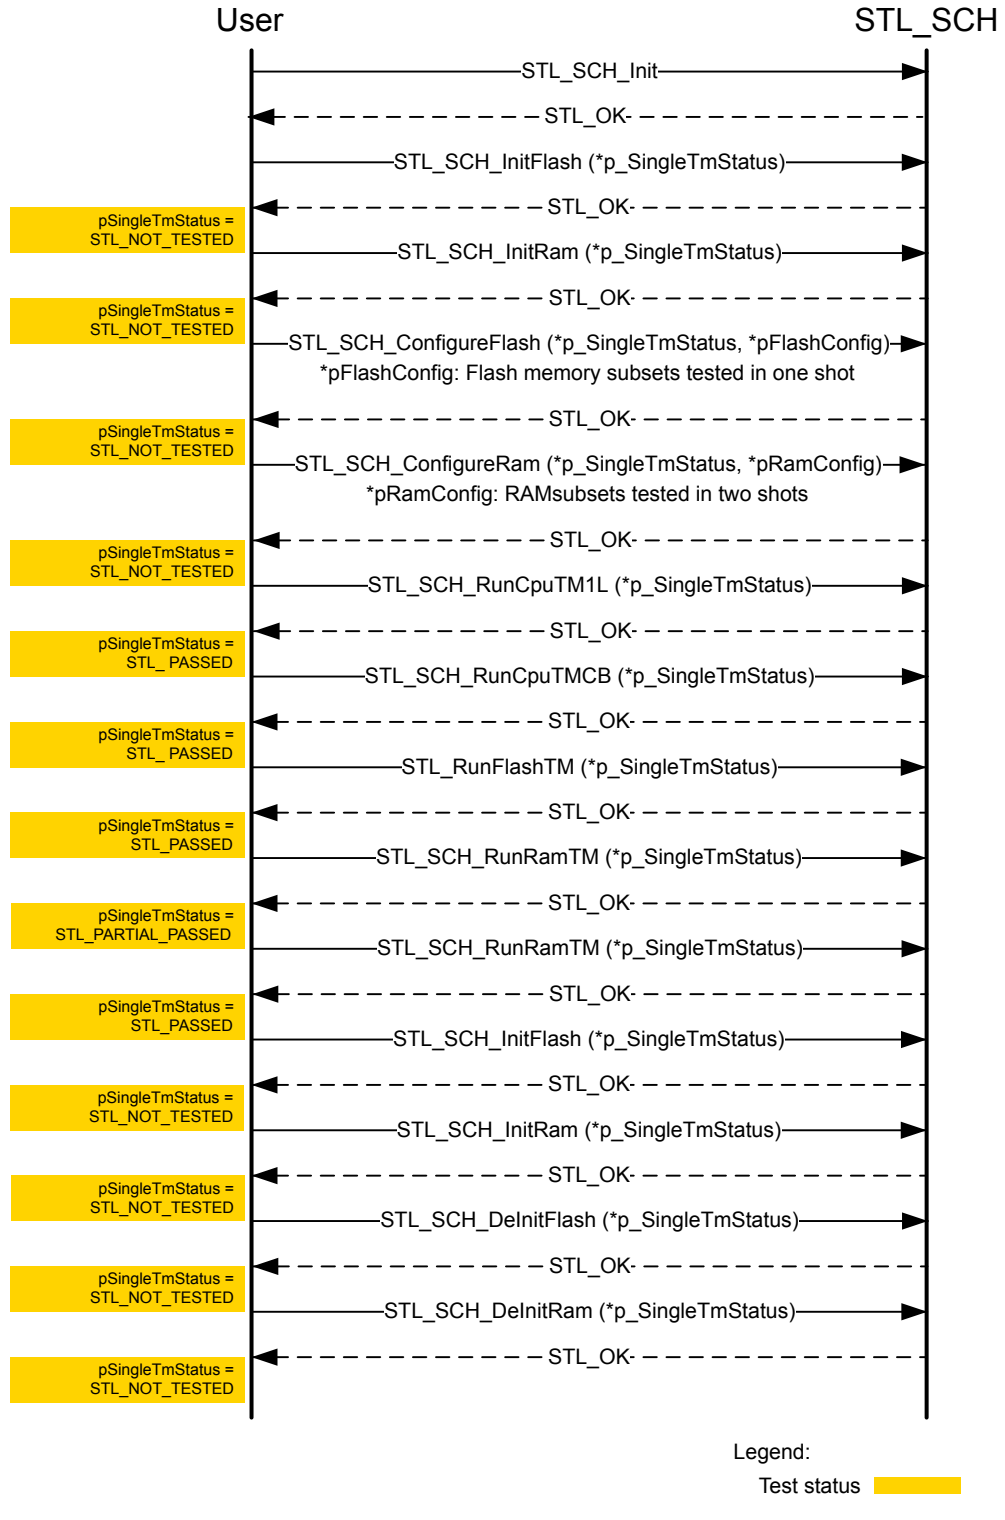 User
STL_SCH
STL_SCH_Init
STL_OK
STL_SCH_InitFlash (*p_SingleTmStatus)
STL_OK
pSingleTmStatus =
STL_NOT_TESTED
STL_SCH_InitRam (*p_SingleTmStatus)
STL_OK
pSingleTmStatus =
STL_NOT_TESTED
STL_SCH_ConfigureFlash (*p_SingleTmStatus, *pFlashConfig)
*pFlashConfig: Flash memory subsets tested in one shot
STL_OK
pSingleTmStatus =
STL_NOT_TESTED
STL_SCH_ConfigureRam (*p_SingleTmStatus, *pRamConfig)
*pRamConfig: RAMsubsets tested in two shots
STL_OK
pSingleTmStatus =
STL_NOT_TESTED
STL_SCH_RunCpuTM1L (*p_SingleTmStatus)
STL_OK
pSingleTmStatus =
STL_ PASSED
STL_SCH_RunCpuTMCB (*p_SingleTmStatus)
STL_OK
pSingleTmStatus =
STL_ PASSED
STL_RunFlashTM (*p_SingleTmStatus)
STL_OK
pSingleTmStatus =
STL_PASSED
STL_SCH_RunRamTM (*p_SingleTmStatus)
STL_OK
pSingleTmStatus =
STL_PARTIAL_PASSED
STL_SCH_RunRamTM (*p_SingleTmStatus)
STL_OK
pSingleTmStatus =
STL_PASSED
STL_SCH_InitFlash (*p_SingleTmStatus)
STL_OK
pSingleTmStatus =
STL_NOT_TESTED
STL_SCH_InitRam (*p_SingleTmStatus)
STL_OK
pSingleTmStatus =
STL_NOT_TESTED
STL_SCH_DeInitFlash (*p_SingleTmStatus)
STL_OK
pSingleTmStatus =
STL_NOT_TESTED
STL_SCH_DeInitRam (*p_SingleTmStatus)
STL_OK
pSingleTmStatus =
STL_NOT_TESTED
Legend:
Test status